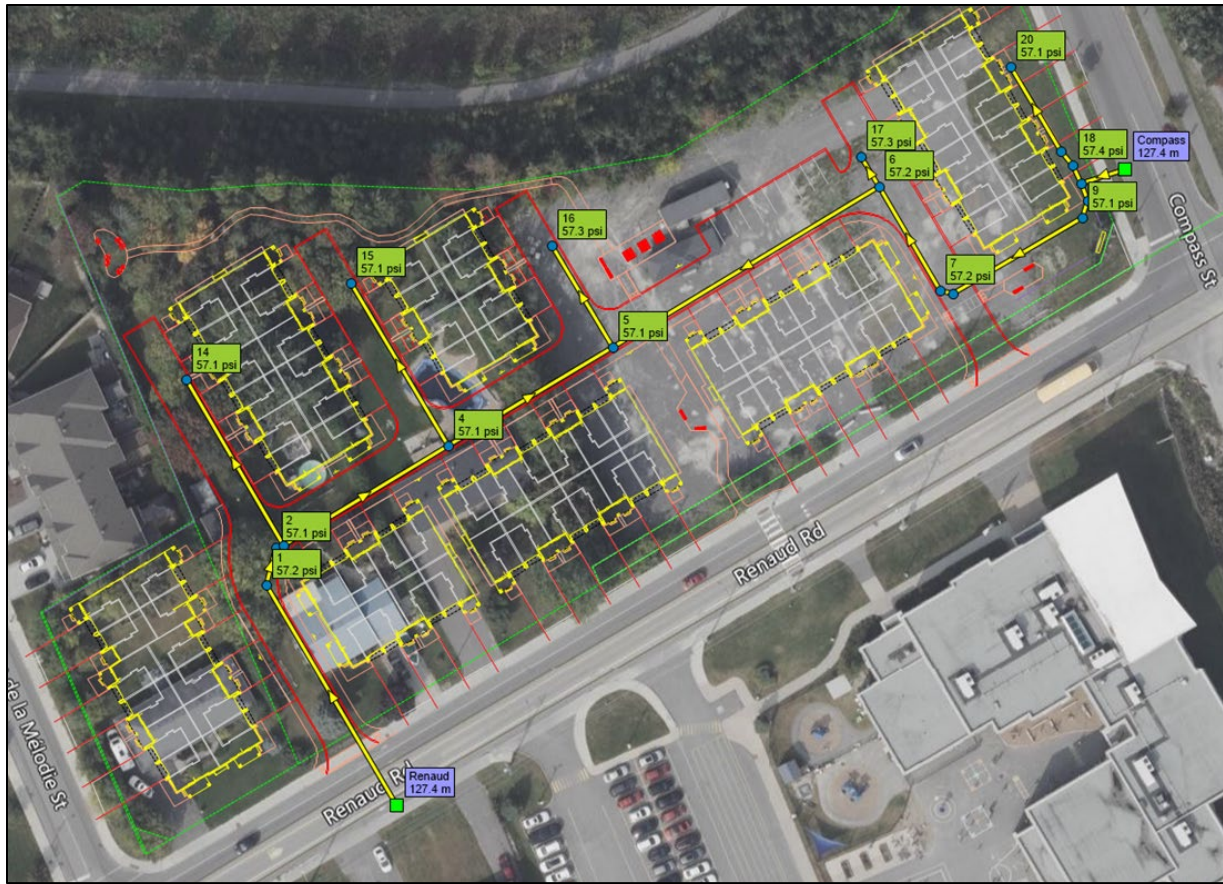 20
57.1 psi
17
57.3 psi
18
57.4 psi
Compass
127.4 m
6
57.2 psi
9
57.1 psi
Compass St
16
57.3 psi
15
57.1 psi
7
57.2 psi
5
57.1 psi
14
57.1 psi
4
57.1 psi
2
57.1 psi
1
57.2 psi
Renaud Rd
de la Mélodie St
Renaud
127.4 m
Renaud Rd